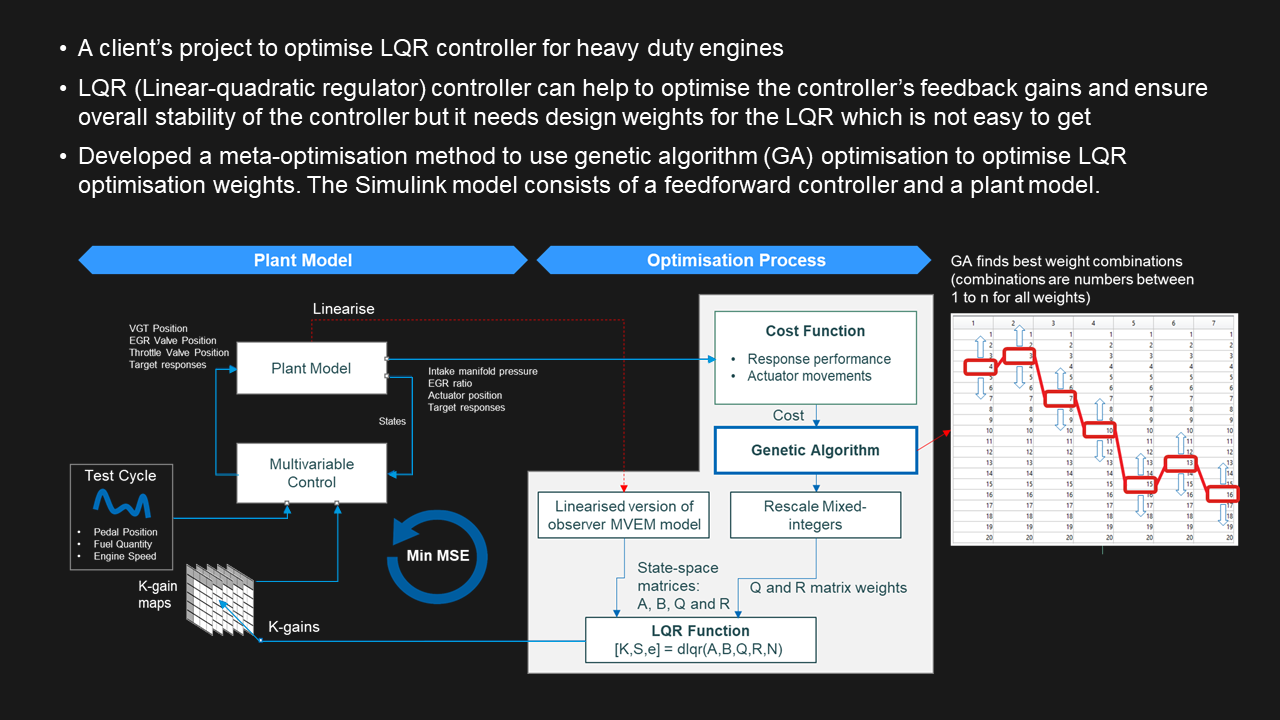 • A client’s project to optimise LQR controller for heavy duty engines
• LQR (Linear-quadratic regulator) controller can help to optimise the controller’s feedback gains and ensure
overall stability of the controller but it needs design weights for the LQR which is not easy to get
• Developed a meta-optimisation method to use genetic algorithm (GA) optimisation to optimise LQR
optimisation weights. The Simulink model consists of a feedforward controller and a plant model.
Plant Model
Optimisation Process
GA finds best weight combinations
(combinations are numbers between
1 to n for all weights)
Linearise
VGT Position
EGR Valve Position
Throttle Valve Position
Target responses
Plant Model
Intake manifold pressure
EGR ratio
Actuator position
Target responses
States
Multivariable
Control
Test Cycle
• Pedal Position
• Fuel Quantity
• Engine Speed
K-gain
maps
K-gains
Min MSE
Cost Function
• Response performance
• Actuator movements
Cost
Genetic Algorithm
Linearised version of
observer MVEM model
Rescale Mixed-
integers
State-space
matrices:
A, B, Q and R
Q and R matrix weights
LQR Function
[K,S,e] = dlqr(A,B,Q,R,N)
1 2 3 4 5 6 7
1 1 1 1 1 1 1
2 2 2 2 2 2 2
3 3 3 3 3 3 3
4 4 4 4 4 4 4
5 5 5 5 5 5
6 6 6 6 6 6 6
7 7 7 7 7 7 7
8 8 8 8 8 8 8
9 9 9 9 9 9 9
10 10 10 10 10 10 10
11 11 11 11 11 11 11
12 12 12 12 12 12 12
13 13 13 13 13 13 13
14 14 14 14 14 14 14
15 15 15 15 15 15 15
16 16 16 16 16 16 16
17 17 17 17 17 17 17
18 18 18 18 18 18 18
19 19 19 19 19 19 19
20 20 20 20 20 20 20